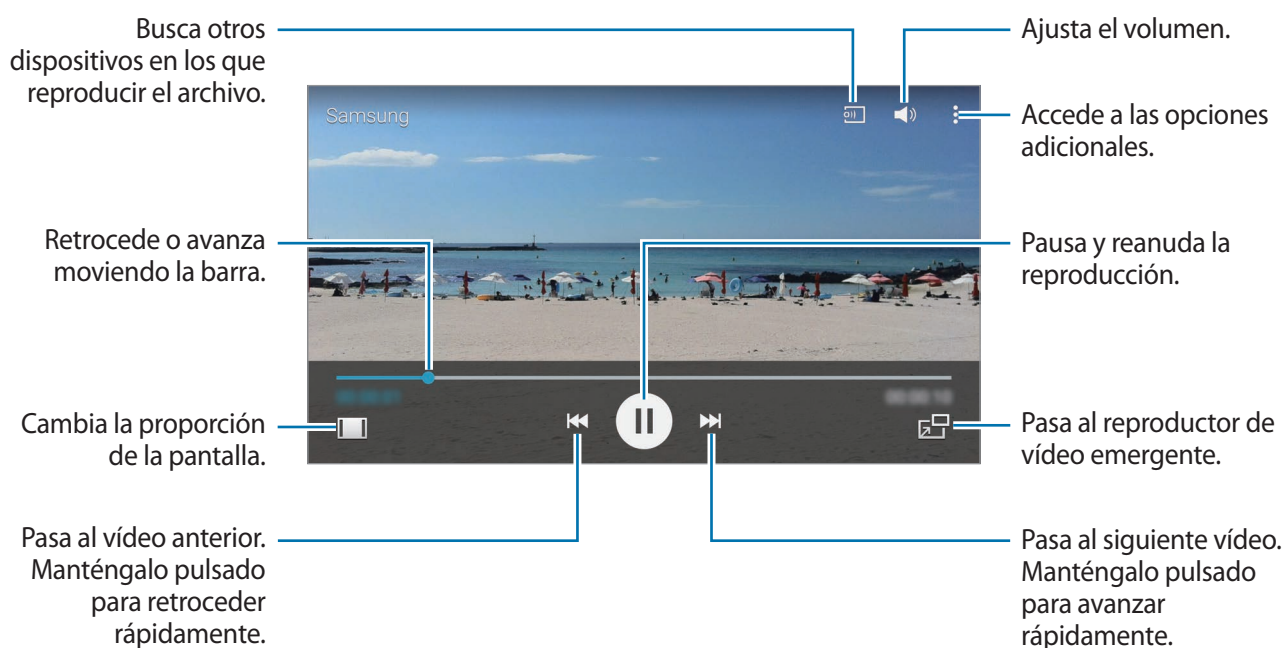 Busca otros
dispositivos en los que
reproducir el archivo.
Ajusta el volumen.
Samsung
Accede a las opciones
adicionales.
Retrocede o avanza
moviendo la barra.
Pausa y reanuda la
reproducción.
Cambia la proporción
de la pantalla.
Pasa al reproductor de
vídeo emergente.
Pasa al vídeo anterior.
Manténgalo pulsado
para retroceder
rápidamente.
Pasa al siguiente vídeo.
Manténgalo pulsado
para avanzar
rápidamente.